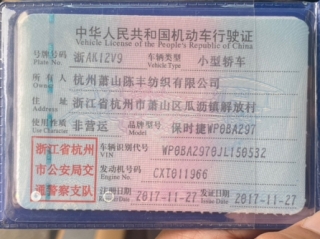 中华人民共和国机动车行驶证
Vehicle License of the People's Republic of China
号牌号码 浙AK12V9 车辆类型 小型轿车
Plate No. Vehicle Type
所有人 杭州萧山陈丰纺织有限公司
Owner
住址 浙江省杭州市萧山区瓜沥镇解放村
Address
使用性质 非营运 品牌型号 保时捷WP0BA297
Use Character Model
浙江省杭州市公安局交通警察支队
车辆识别代号 WP0BA2970JL150532
VIN
发动机号码 CXT011966
Engine No.
注册日期 2017-11-27 发证日期 2017-11-27
Register Date Issue Date